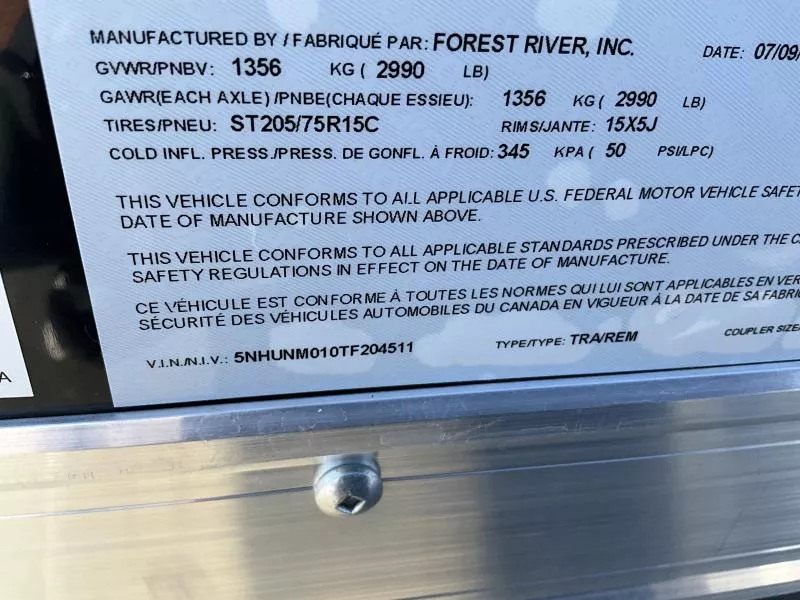 MANUFACTURED BY / FABRIQUÉ PAR: FOREST RIVER, INC. DATE: 07/09/
GVWR/PNBV: 1356 KG ( 2990 LB)
GAWR(EACH AXLE) /PNBE(CHAQUE ESSIEU): 1356 KG ( 2990 LB)
TIRES/PNEU: ST205/75R15C RIMS/JANTE: 15X5J
COLD INFL. PRESS./PRESS. DE GONFL. À FROID: 345 KPA ( 50 PSI/LPC)
THIS VEHICLE CONFORMS TO ALL APPLICABLE U.S. FEDERAL MOTOR VEHICLE SAFET
DATE OF MANUFACTURE SHOWN ABOVE.
THIS VEHICLE CONFORMS TO ALL APPLICABLE STANDARDS PRESCRIBED UNDER THE C
SAFETY REGULATIONS IN EFFECT ON THE DATE OF MANUFACTURE.
CE VÉHICULE EST CONFORME À TOUTES LES NORMES QUI LUI SONT APPLICABLES EN VER
SÉCURITÉ DES VÉHICULES AUTOMOBILES DU CANADA EN VIGUEUR À LA DATE DE SA FABRIC
V.I.N./N.I.V.: 5NHUNM010TF204511 TYPE/TYPE: TRA/REM COUPLER SIZE/
A